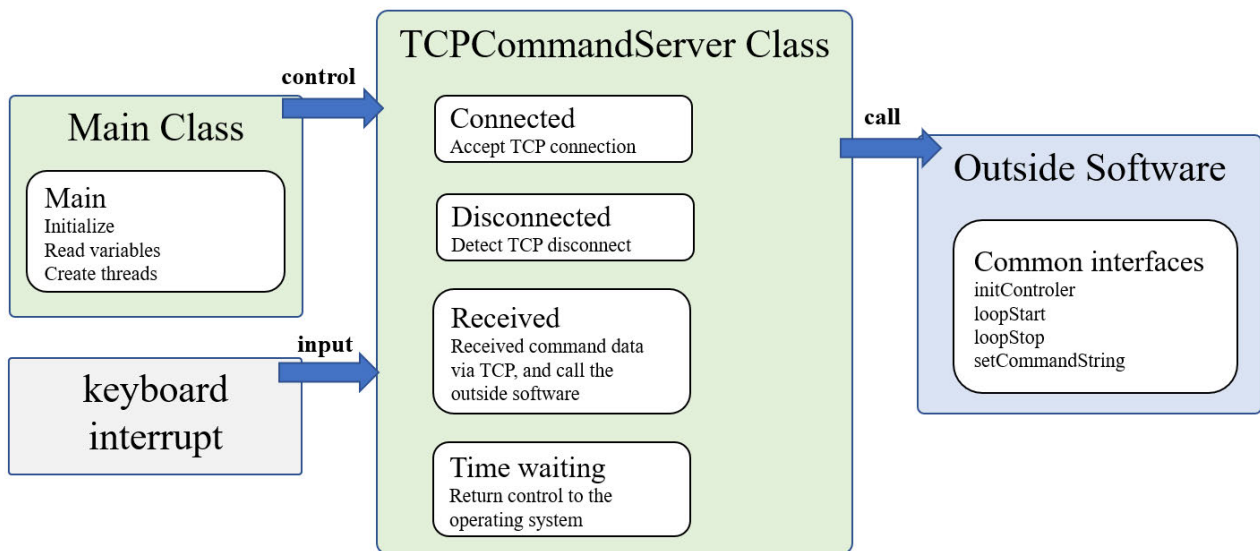 control
Main Class
Main
Initialize
Read variables
Create threads
input
keyboard
interrupt
TCPCommandServer Class
Connected
Accept TCP connection
Disconnected
Detect TCP disconnect
Received
Received command data
via TCP, and call the
outside software
Time waiting
Return control to the
operating system
call
Outside Software
Common interfaces
initControler
loopStart
loopStop
setCommandString